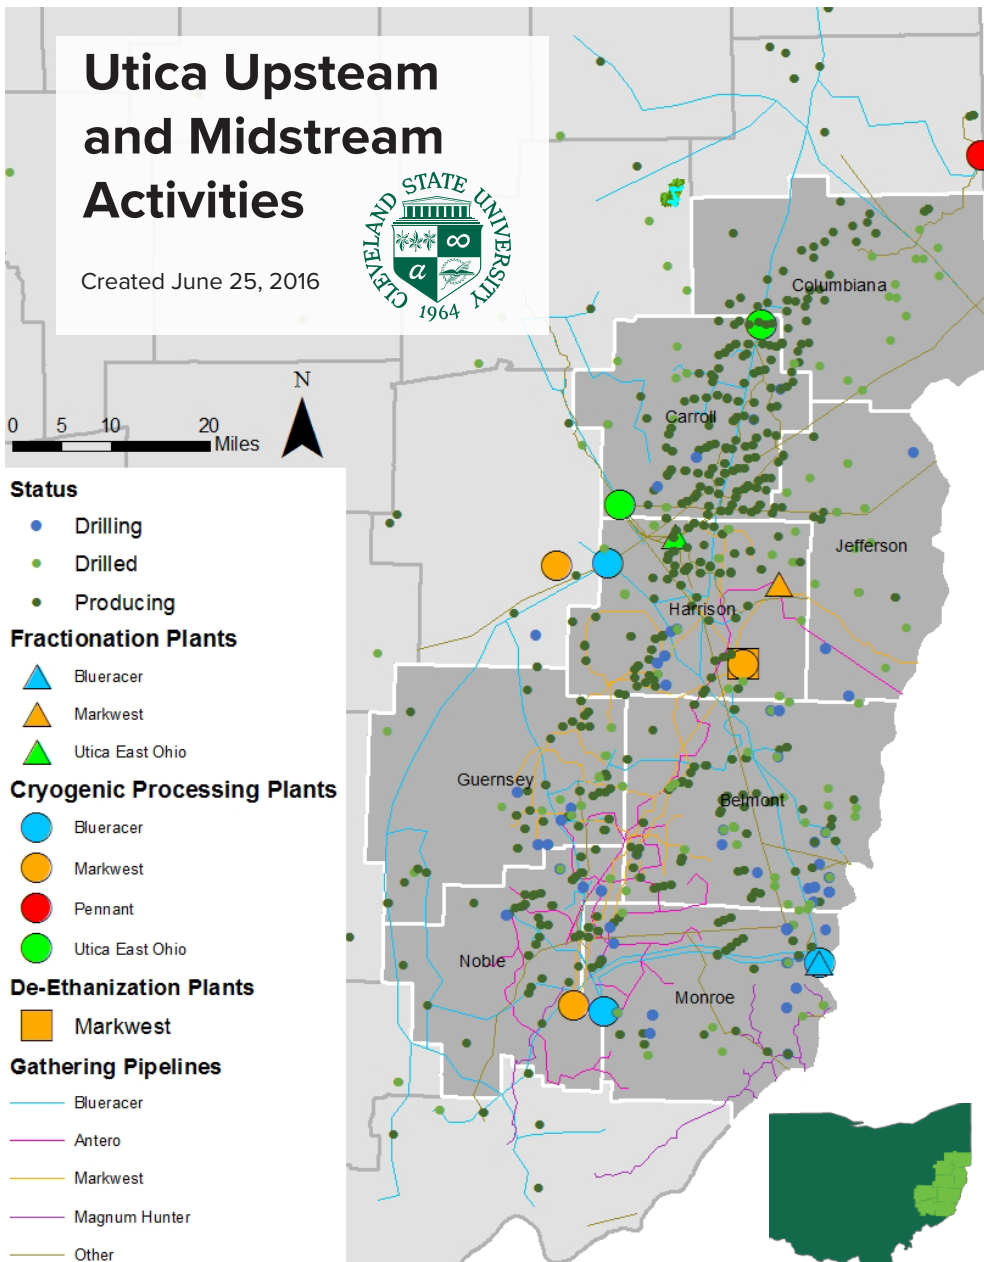 Utica Upsteam
and Midstream
Activities
Created June 25, 2016
CLEVELAND STATE UNIVERSITY
1964
N
0 5 10 20
Miles
Status
Drilling
Drilled
Producing
Fractionation Plants
Blueracer
Markwest
Utica East Ohio
Cryogenic Processing Plants
Blueracer
Markwest
Pennant
Utica East Ohio
De-Ethanization Plants
Markwest
Gathering Pipelines
Blueracer
Antero
Markwest
Magnum Hunter
Other
Columbiana
Carroll
Jefferson
Harrison
Guernsey
Belmont
Noble
Monroe